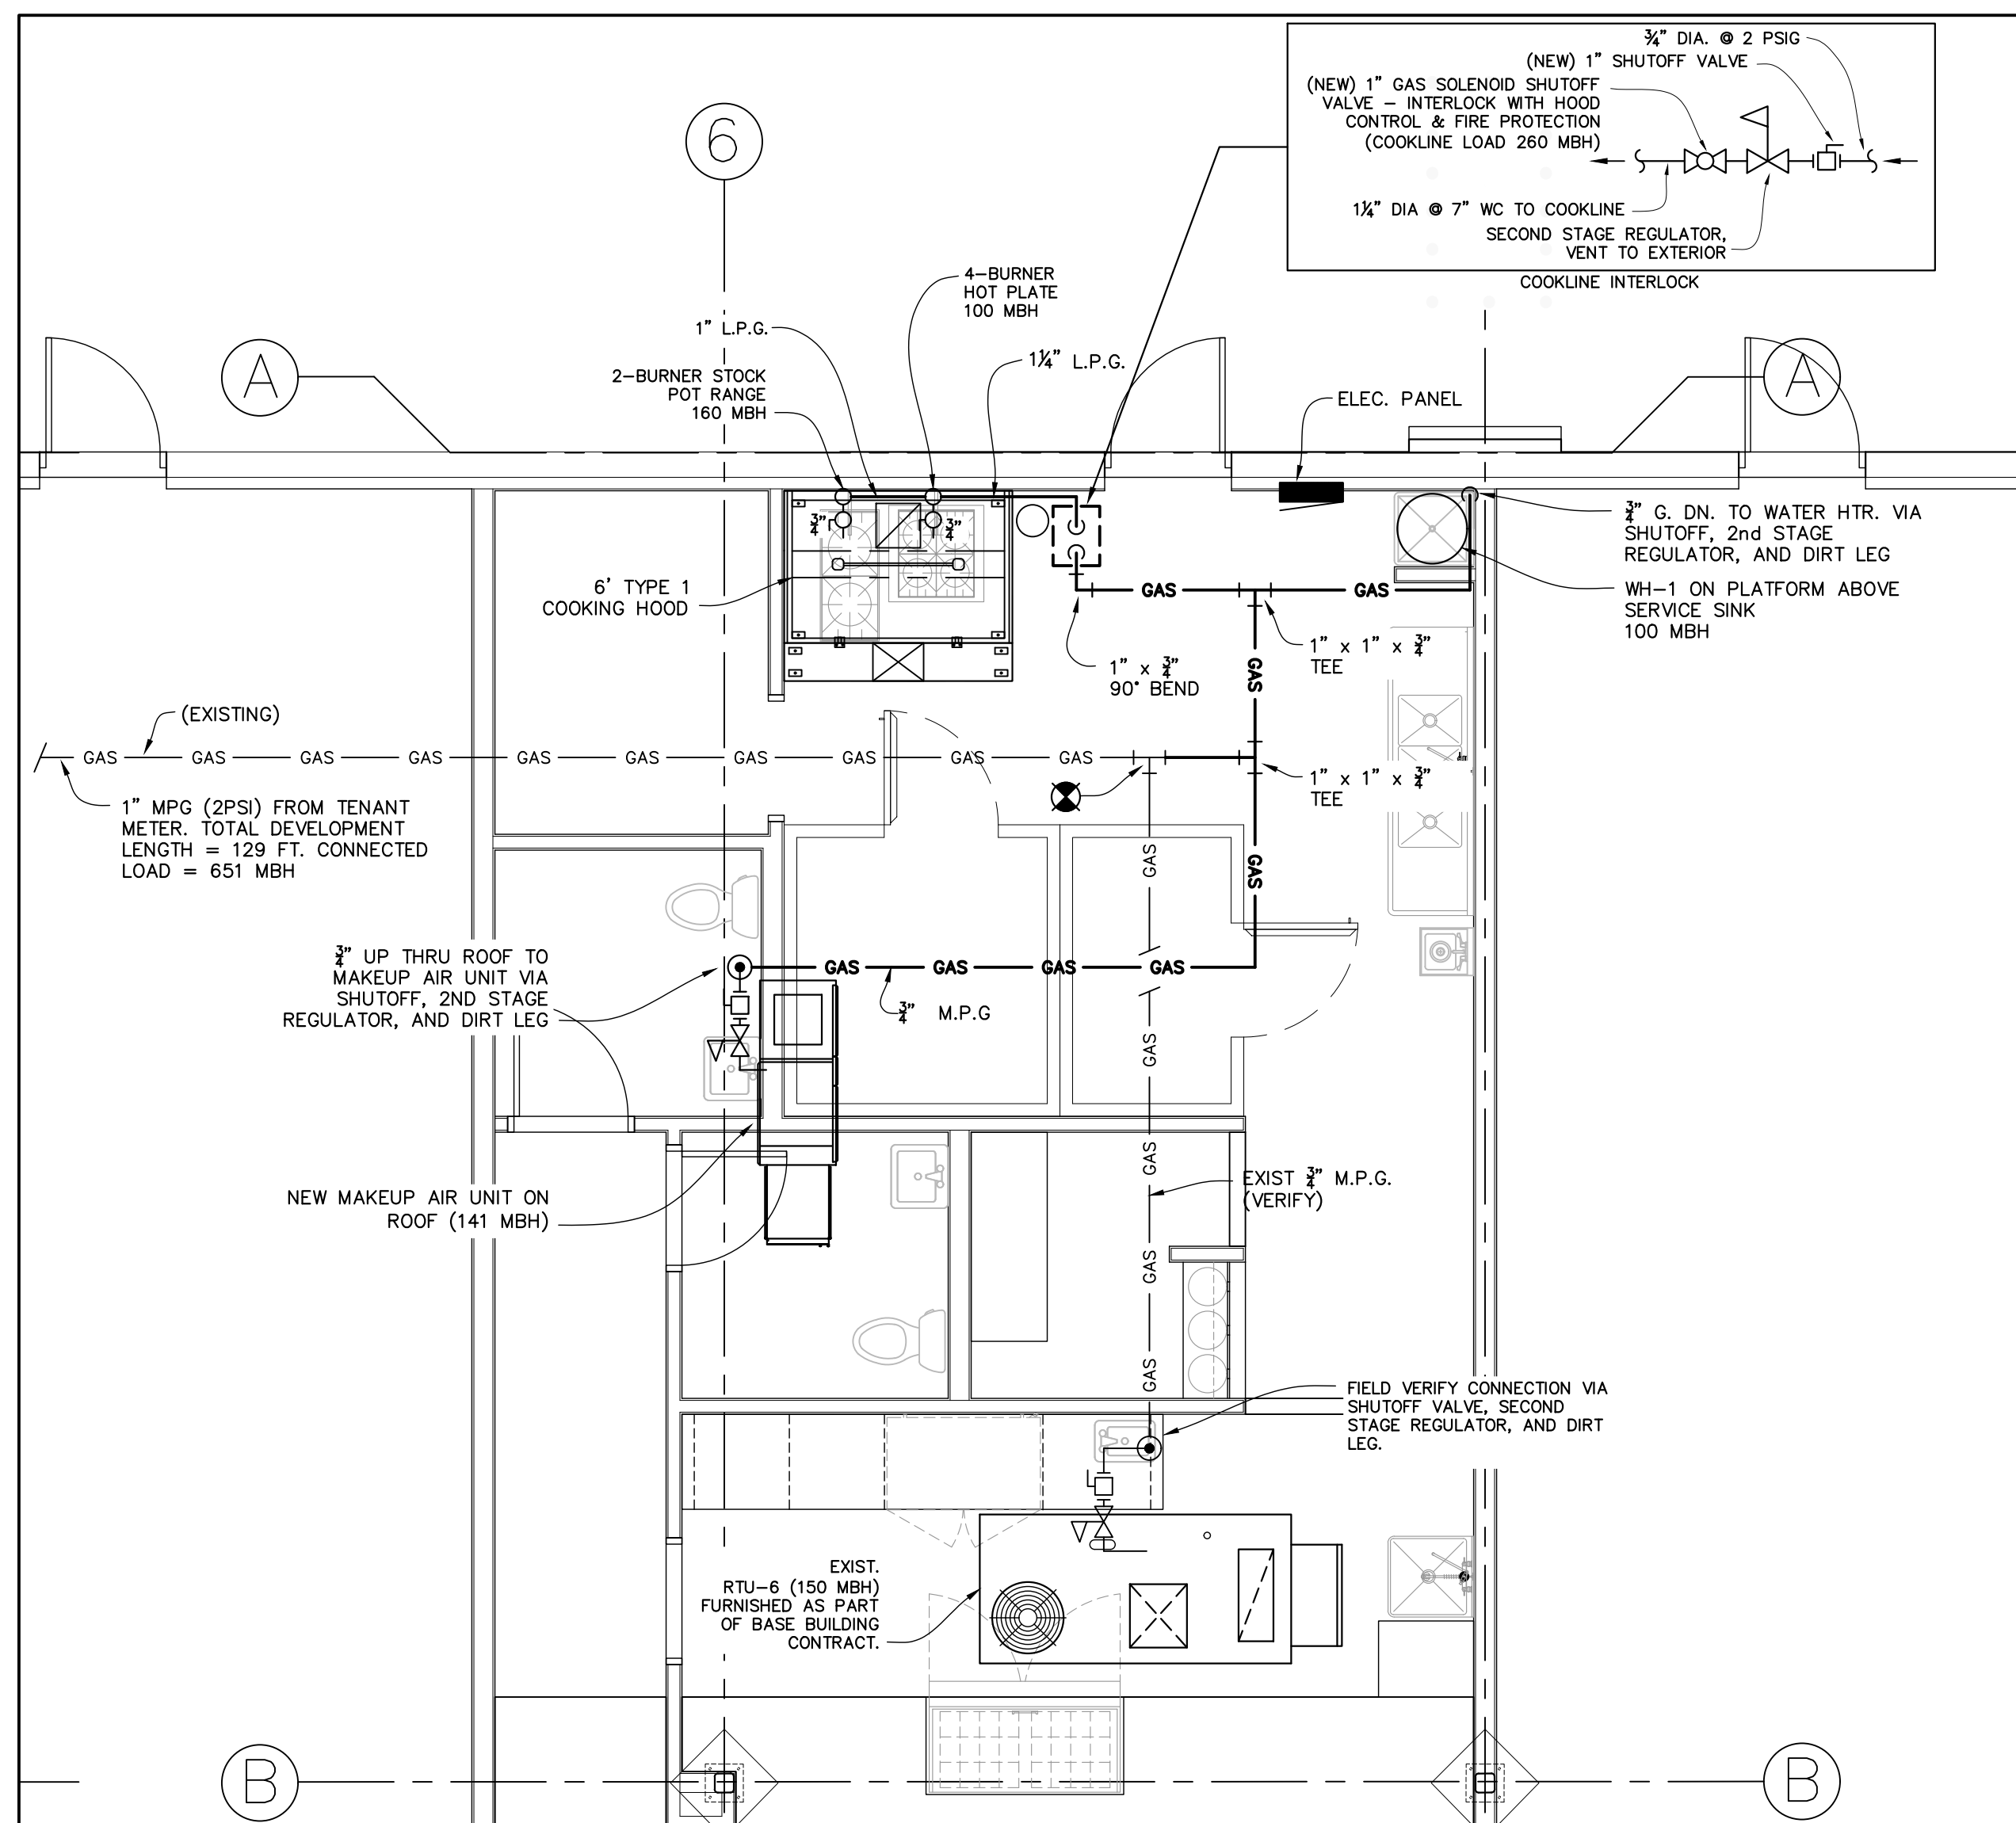 ¾" DIA. @ 2 PSIG
(NEW) 1" SHUTOFF VALVE
(NEW) 1" GAS SOLENOID SHUTOFF
VALVE – INTERLOCK WITH HOOD
CONTROL & FIRE PROTECTION
(COOKLINE LOAD 260 MBH)
1¼" DIA @ 7" WC TO COOKLINE
SECOND STAGE REGULATOR,
VENT TO EXTERIOR
COOKLINE INTERLOCK
6
4–BURNER
HOT PLATE
100 MBH
1" L.P.G.
1¼" L.P.G.
2–BURNER STOCK
POT RANGE
160 MBH
A
A
ELEC. PANEL
¾"
¾"
¾" G. DN. TO WATER HTR. VIA
SHUTOFF, 2nd STAGE
REGULATOR, AND DIRT LEG
WH–1 ON PLATFORM ABOVE
SERVICE SINK
100 MBH
6' TYPE 1
COOKING HOOD
GAS GAS
1" x ¾"
90° BEND
1" x 1" x ¾"
TEE
GAS
(EXISTING)
GAS GAS GAS GAS GAS GAS GAS GAS GAS GAS
1" x 1" x ¾"
TEE
1" MPG (2PSI) FROM TENANT
METER. TOTAL DEVELOPMENT
LENGTH = 129 FT. CONNECTED
LOAD = 651 MBH
GAS
GAS
¾" UP THRU ROOF TO
MAKEUP AIR UNIT VIA
SHUTOFF, 2ND STAGE
REGULATOR, AND DIRT LEG
GAS GAS GAS GAS
¾" M.P.G
GAS
GAS
EXIST ¾" M.P.G.
(VERIFY)
NEW MAKEUP AIR UNIT ON
ROOF (141 MBH)
GAS
GAS
FIELD VERIFY CONNECTION VIA
SHUTOFF VALVE, SECOND
STAGE REGULATOR, AND DIRT
LEG.
EXIST.
RTU–6 (150 MBH)
FURNISHED AS PART
OF BASE BUILDING
CONTRACT.
B
B